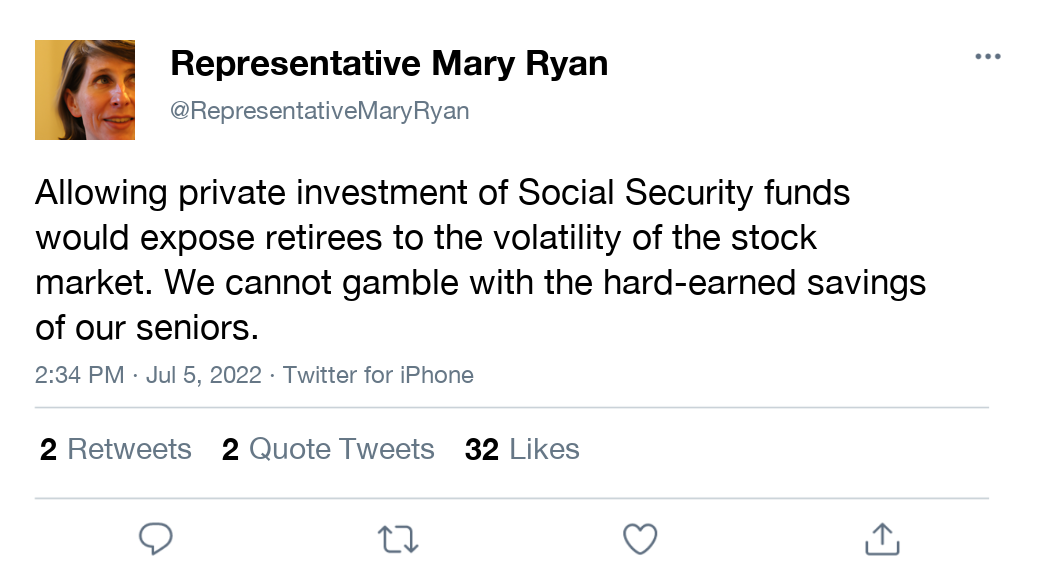 Representative Mary Ryan
@RepresentativeMaryRyan
Allowing private investment of Social Security funds
would expose retirees to the volatility of the stock
market. We cannot gamble with the hard-earned savings
of our seniors.
2:34 PM · Jul 5, 2022 · Twitter for iPhone
2 Retweets 2 Quote Tweets 32 Likes